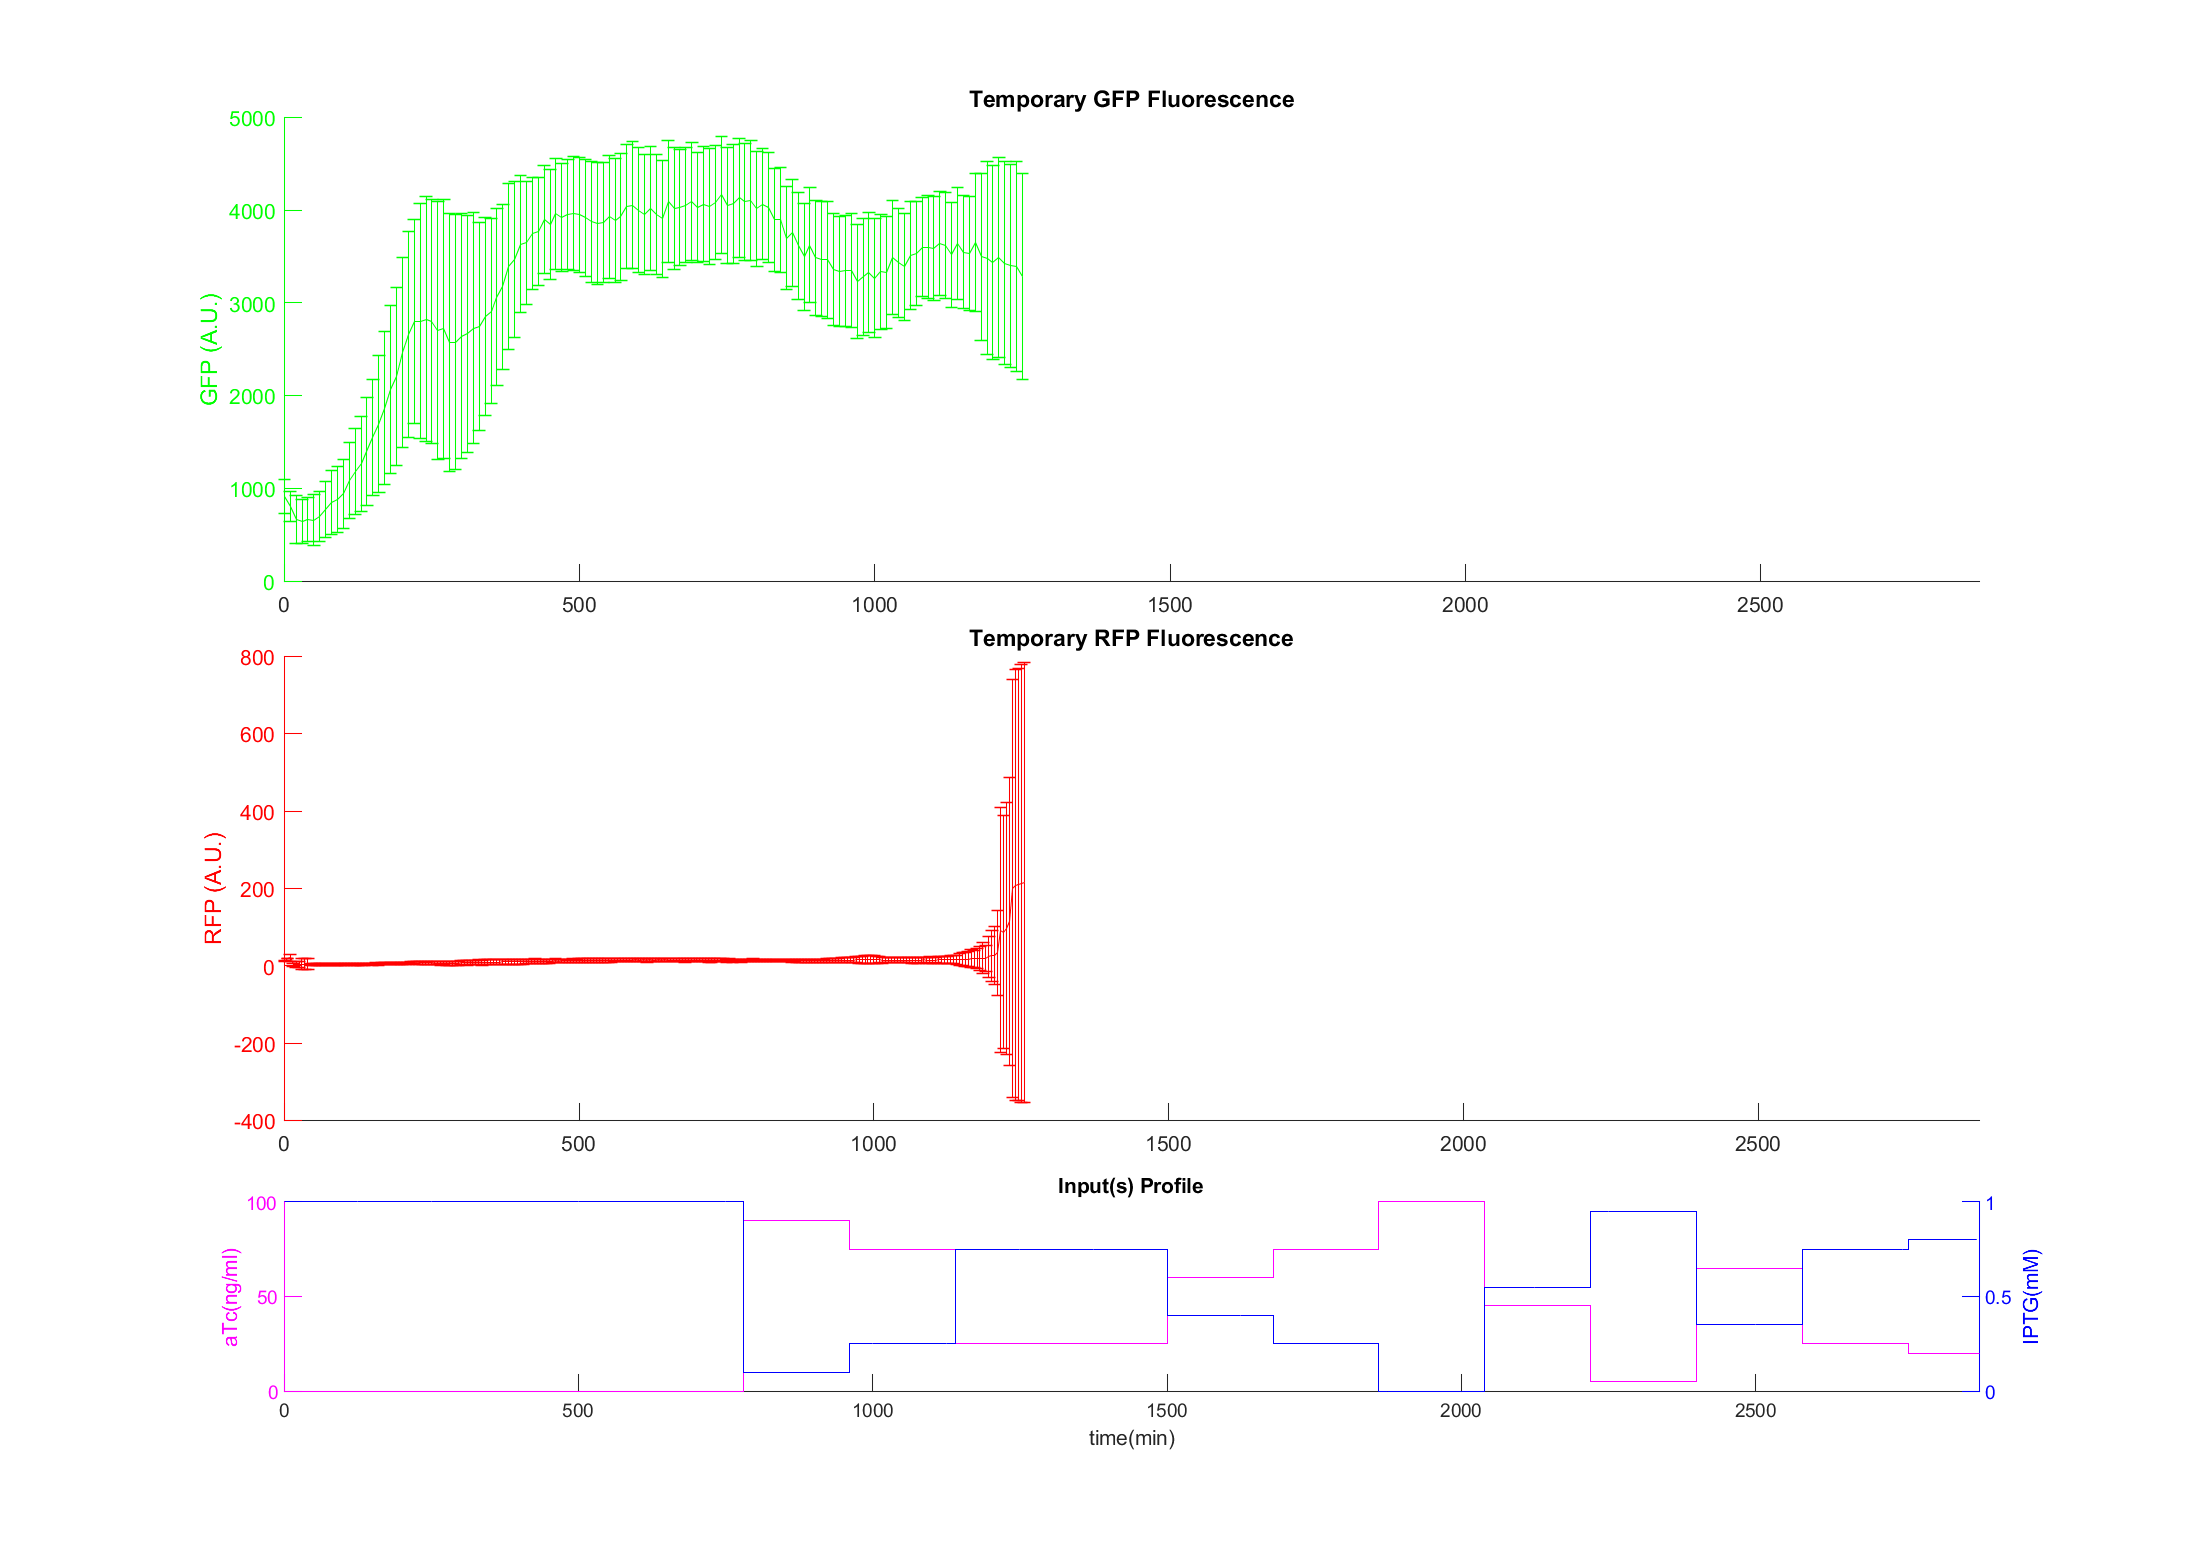 Temporary GFP Fluorescence
GFP (A.U.)
5000
4000
3000
2000
1000
0
0 500 1000 1500 2000 2500
Temporary RFP Fluorescence
RFP (A.U.)
800
600
400
200
0
-200
-400
0 500 1000 1500 2000 2500
Input(s) Profile
aTc(ng/ml)
100
50
0
1
0.5
0
IPTG(mM)
0 500 1000 1500 2000 2500
time(min)